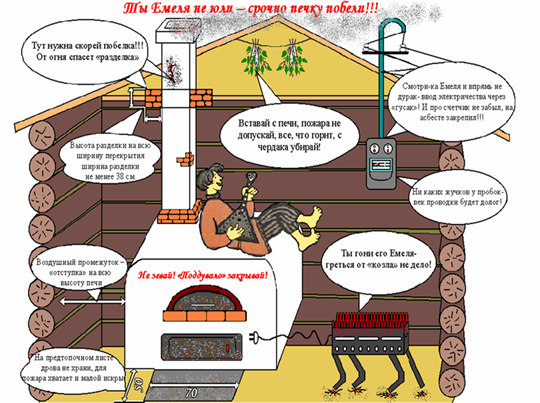 Ты Емеля не юли – срочно печку побели!!!
Тут нужна скорей побелка!!!
От огня спасет «разделка»
Смотри-ка Емеля и впрямь не
дурак- ввод электричества через
«гусак»! И про счетчик не забыл, на
асбесте закрепил!!!
Вставай с печи, пожара не
допускай, все, что горит, с
чердака убирай!
Высота разделки на всю
ширину перекрытия
ширина разделки
не менее 38 см
Ни каких жучков у пробок-
век проводки будет долог!
Воздушный промежуток –
«отступка» на всю
высоту печи
Не зевай! «Поддувало» закрывай!
Ты гони его Емеля-
греться от «козла» не дело!
На предтопочном листе
дрова не храни, для
пожара хватает и малой искры
50
70